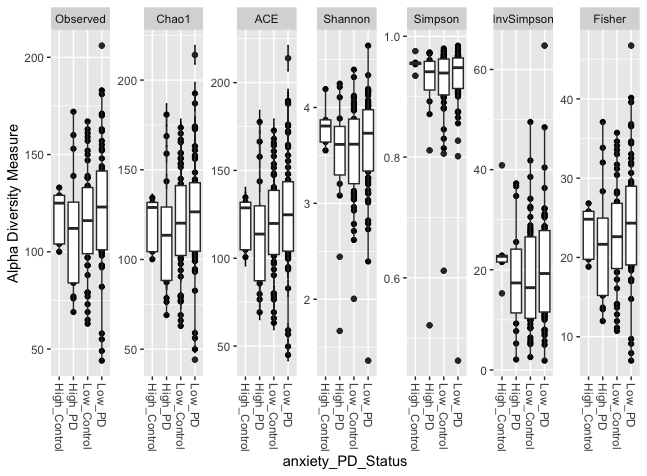 Observed
Chao1
ACE
Shannon
Simpson
InvSimpson
Fisher
Alpha Diversity Measure
200
150
100
50
200
150
100
50
200
150
100
50
4
3
2
1.0
0.8
0.6
60
40
20
0
40
30
20
10
High_Control
High_PD
Low_Control
Low_PD
High_Control
High_PD
Low_Control
Low_PD
High_Control
High_PD
Low_Control
Low_PD
High_Control
High_PD
Low_Control
Low_PD
High_Control
High_PD
Low_Control
Low_PD
High_Control
High_PD
Low_Control
Low_PD
High_Control
High_PD
Low_Control
Low_PD
anxiety_PD_Status